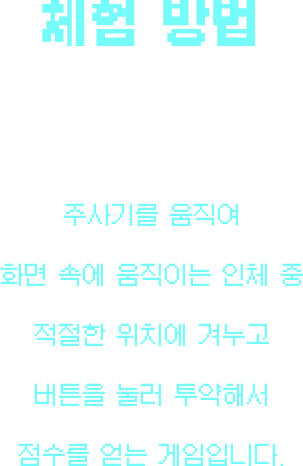 체험 방법
주사기를 움직여
화면 속에 움직이는 인체 중
적절한 위치에 겨누고
버튼을 눌러 투약해서
점수를 얻는 게임입니다.